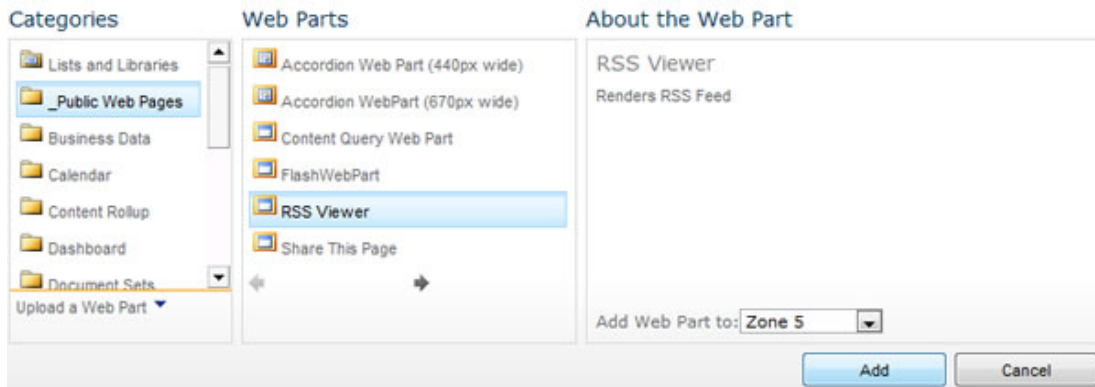 Categories
Lists and Libraries
_Public Web Pages
Business Data
Calendar
Content Rollup
Dashboard
Document Sets
Upload a Web Part
Web Parts
Accordion Web Part (440px wide)
Accordion WebPart (670px wide)
Content Query Web Part
FlashWebPart
RSS Viewer
Share This Page
About the Web Part
RSS Viewer
Renders RSS Feed
Add Web Part to: Zone 5
Add Cancel